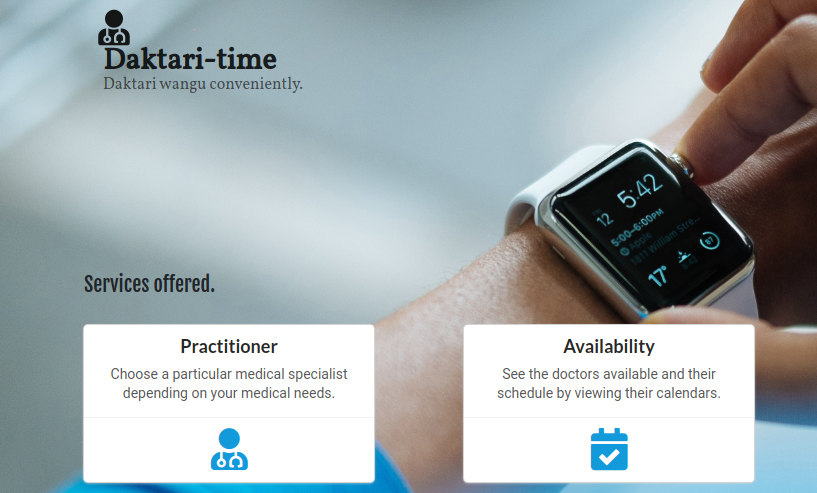 Daktari-time
Daktari wangu conveniently.
5:42
12
5:00–6:00PM
Apple
1811 William Stre...
87
17°
Services offered.
Practitioner
Choose a particular medical specialist
depending on your medical needs.
Availability
See the doctors available and their
schedule by viewing their calendars.